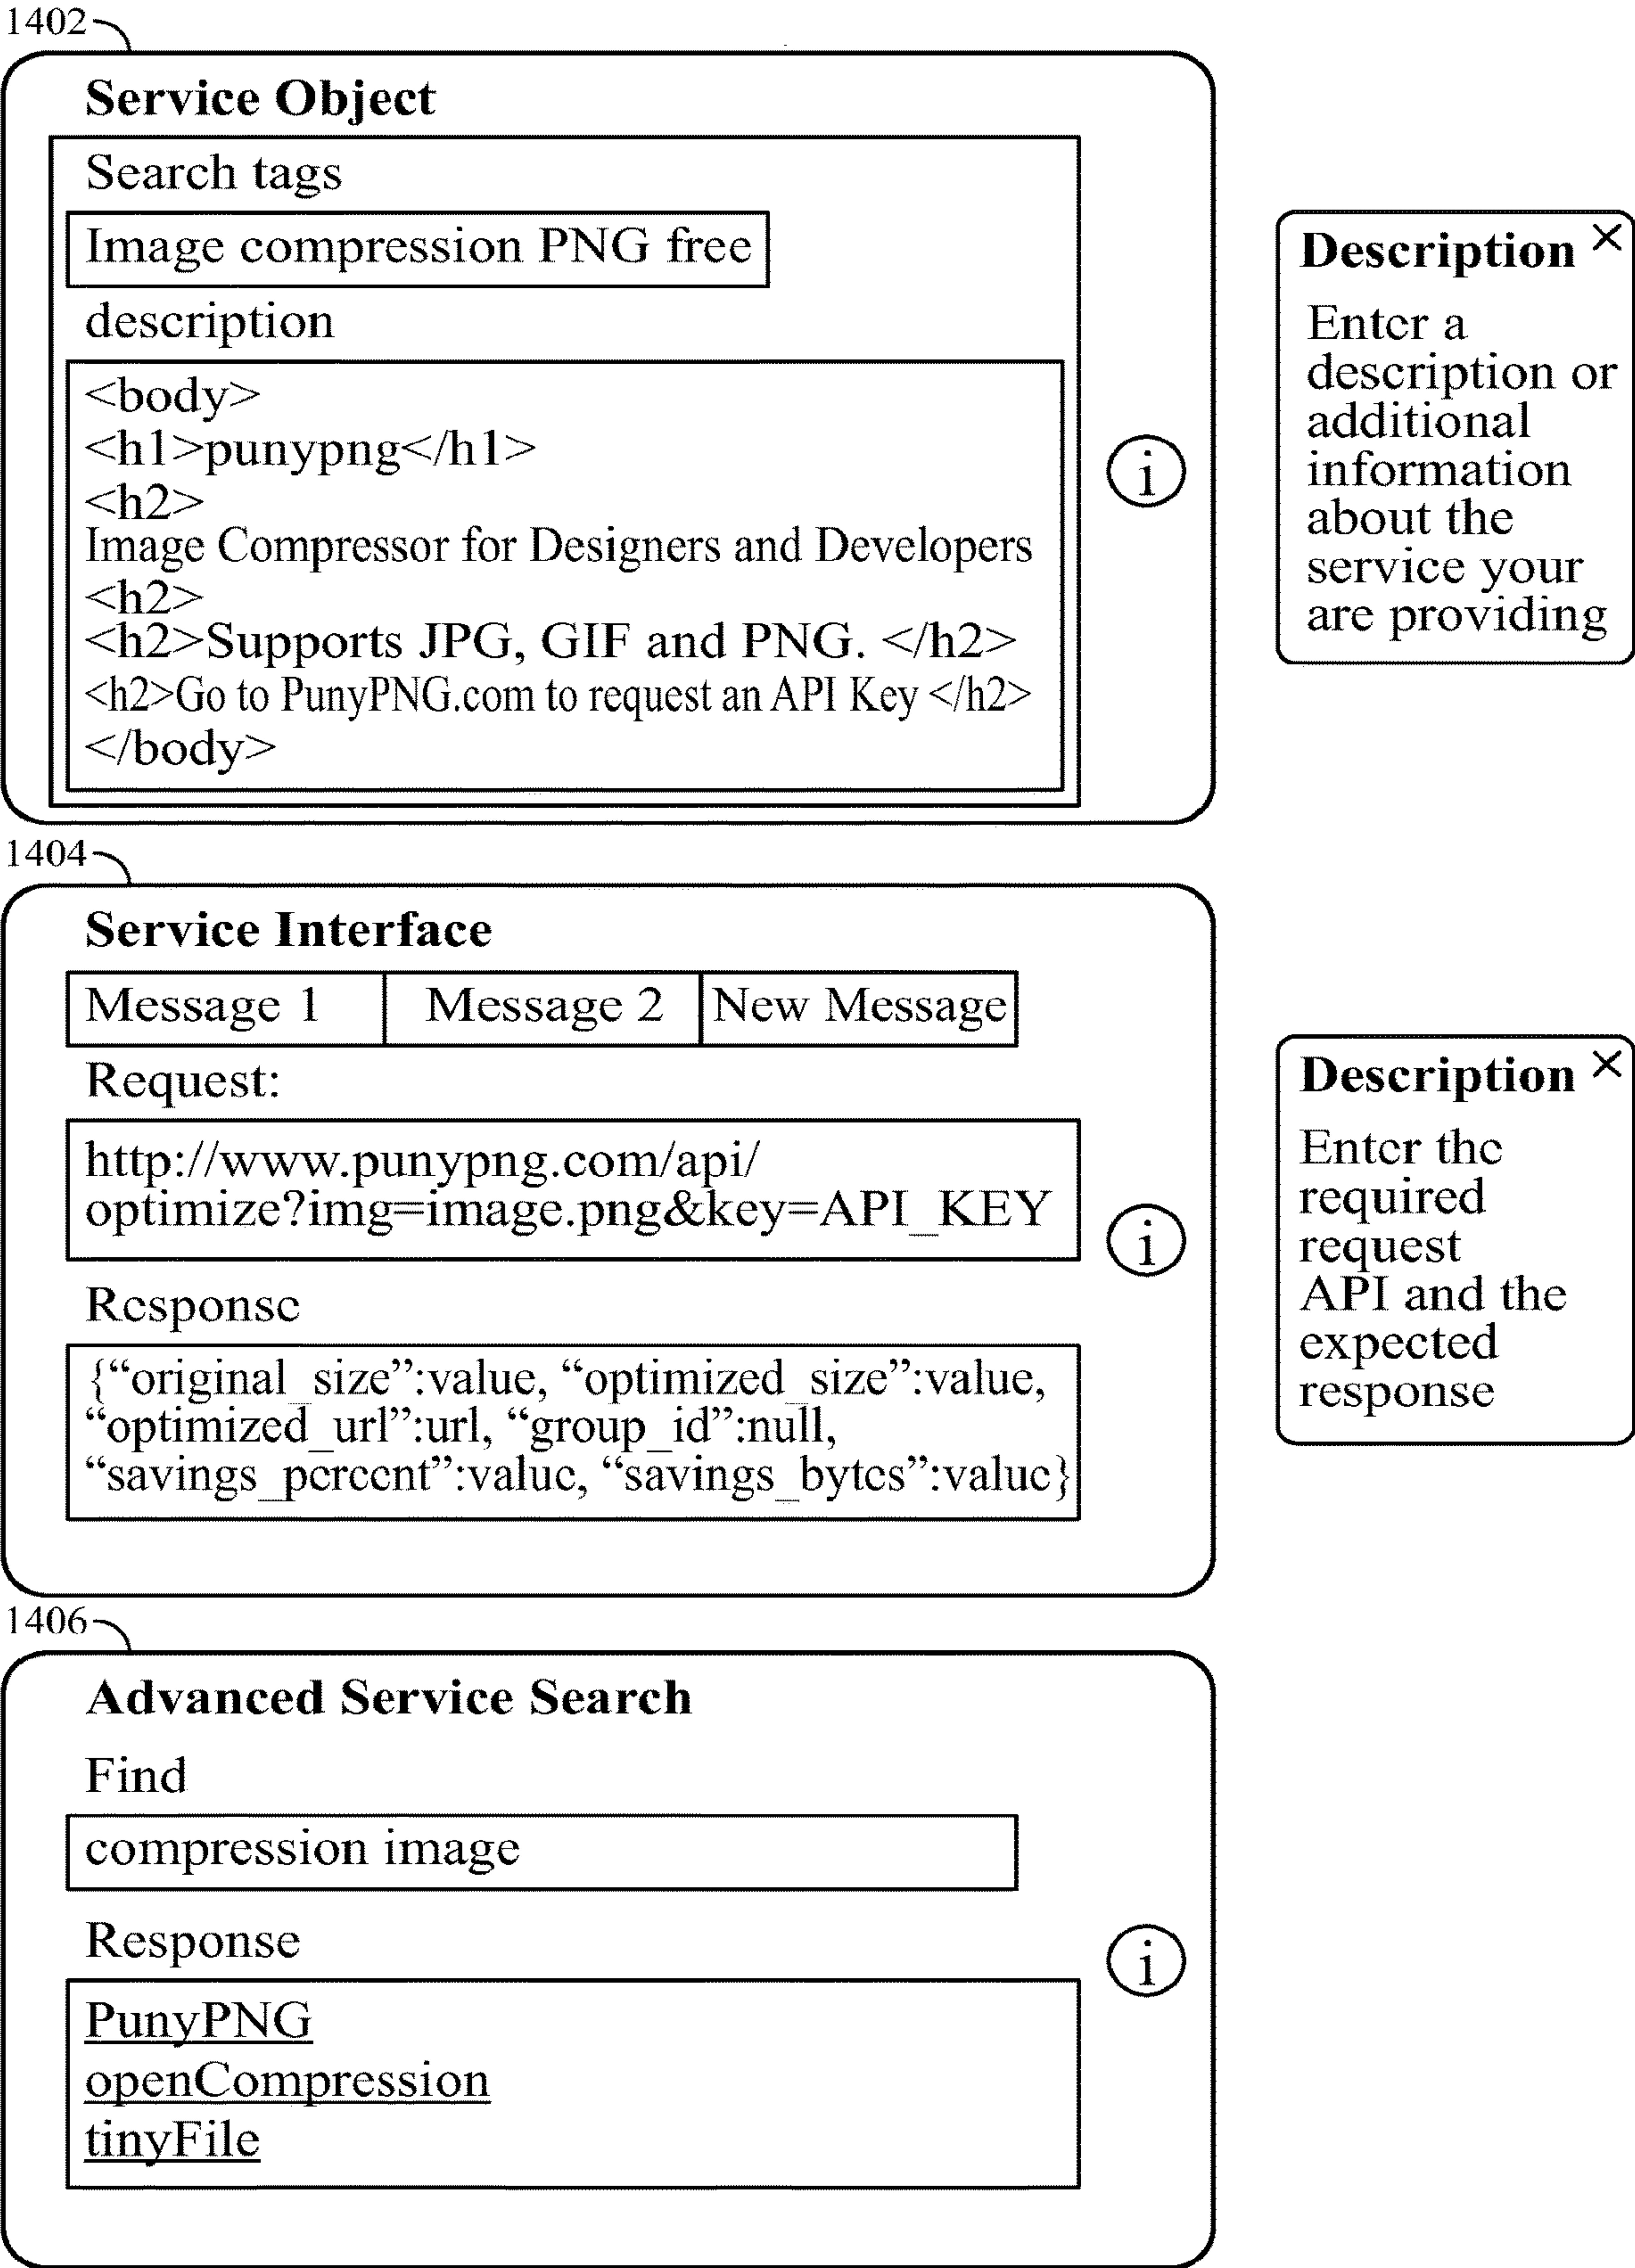 1402
Service Object
Search tags
Image compression PNG free
description
<body>
<h1>punypng</h1>
<h2>
Image Compressor for Designers and Developers
<h2>
<h2>Supports JPG, GIF and PNG. </h2>
<h2>Go to PunyPNG.com to request an API Key </h2>
</body>
i
Description ×
Enter a
description or
additional
information
about the
service your
are providing
1404
Service Interface
Message 1 Message 2 New Message
Request:
http://www.punypng.com/api/
optimize?img=image.png&key=API_KEY
Response
{“original_size”:value, “optimized_size”:value,
“optimized_url”:url, “group_id”:null,
“savings_percent”:value, “savings_bytes”:value}
i
Description ×
Enter the
required
request
API and the
expected
response
1406
Advanced Service Search
Find
compression image
Response
PunyPNG
openCompression
tinyFile
i